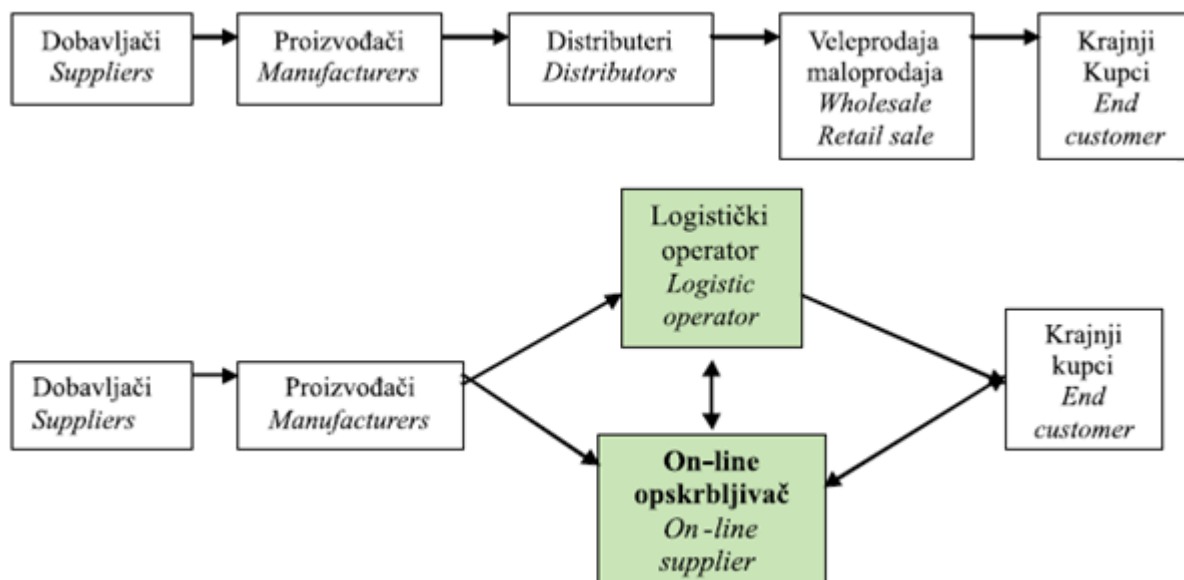 Dobavljači
Suppliers
Proizvođači
Manufacturers
Distributeri
Distributors
Veleprodaja
maloprodaja
Wholesale
Retail sale
Krajnji
Kupci
End
customer
Logistički
operator
Logistic
operator
Dobavljači
Suppliers
Proizvođači
Manufacturers
On-line
opskrbljivač
On -line
supplier
Krajnji
kupci
End
customer